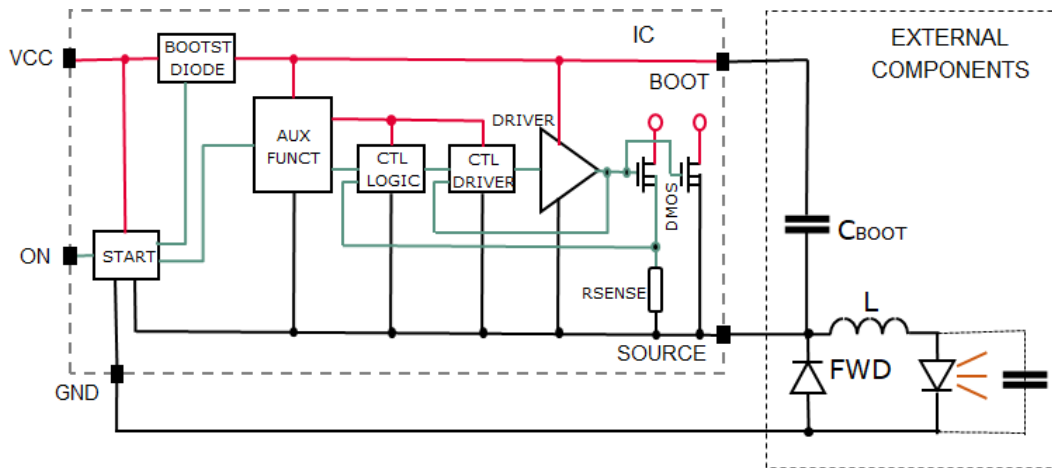 IC
EXTERNAL
COMPONENTS
VCC
BOOTST
DIODE
BOOT
DRIVER
AUX
FUNCT
CTL
LOGIC
CTL
DRIVER
DMOS
CBOOT
ON
START
RSENSE
L
SOURCE
FWD
GND